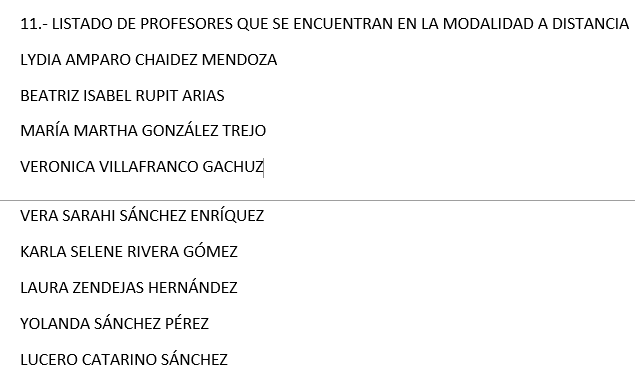 11.- LISTADO DE PROFESORES QUE SE ENCUENTRAN EN LA MODALIDAD A DISTANCIA
LYDIA AMPARO CHAIDEZ MENDOZA
BEATRIZ ISABEL RUPIT ARIAS
MARÍA MARTHA GONZÁLEZ TREJO
VERONICA VILLAFRANCO GACHUZ
VERA SARAHI SÁNCHEZ ENRÍQUEZ
KARLA SELENE RIVERA GÓMEZ
LAURA ZENDEJAS HERNÁNDEZ
YOLANDA SÁNCHEZ PÉREZ
LUCERO CATARINO SÁNCHEZ